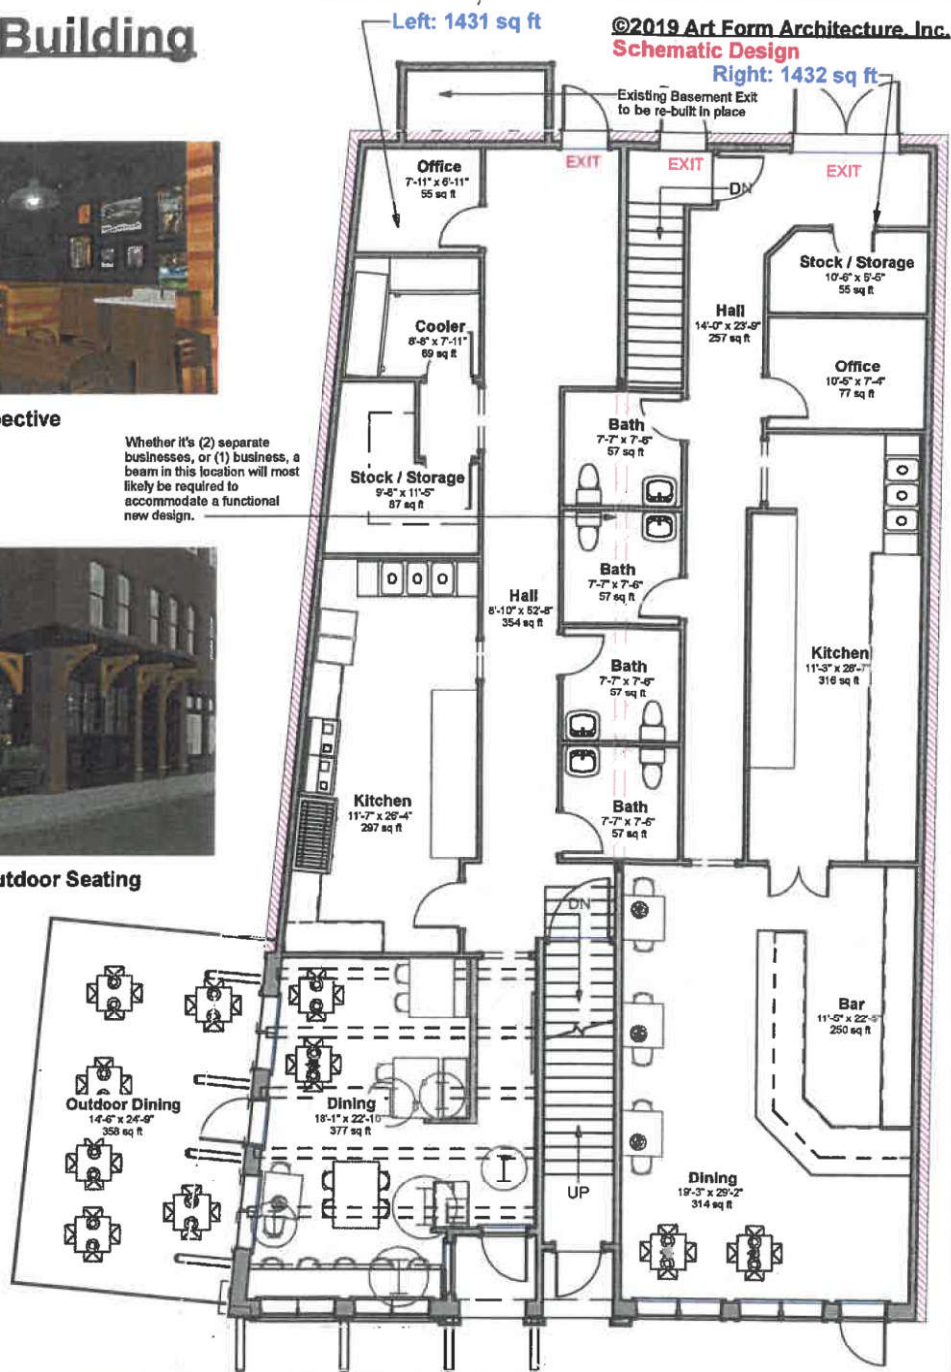 Building
Left: 1431 sq ft
©2019 Art Form Architecture, Inc.
Schematic Design
Right: 1432 sq ft
Existing Basement Exit
to be re-built in place
EXIT
EXIT
EXIT
Office
7'-11" x 6'-11"
55 sq ft
DN
Stock / Storage
10'-6" x 5'-5"
55 sq ft
Hall
14'-0" x 23'-9"
257 sq ft
Cooler
8'-8" x 7'-11"
69 sq ft
Office
10'-5" x 7'-4"
77 sq ft
pective
Whether it's (2) separate
businesses, or (1) business, a
beam in this location will most
likely be required to
accommodate a functional
new design.
Bath
7'-7" x 7'-6"
57 sq ft
Stock / Storage
9'-8" x 11'-5"
87 sq ft
Bath
7'-7" x 7'-6"
57 sq ft
Hall
8'-10" x 52'-8"
354 sq ft
Kitchen
11'-3" x 28'-7"
316 sq ft
Bath
7'-7" x 7'-6"
57 sq ft
Kitchen
11'-7" x 26'-4"
297 sq ft
Bath
7'-7" x 7'-6"
57 sq ft
utdoor Seating
DN
Bar
11'-5" x 22'-5"
250 sq ft
Outdoor Dining
14'-6" x 24'-9"
358 sq ft
Dining
18'-1" x 22'-10
377 sq ft
UP
Dining
19'-3" x 29'-2"
314 sq ft